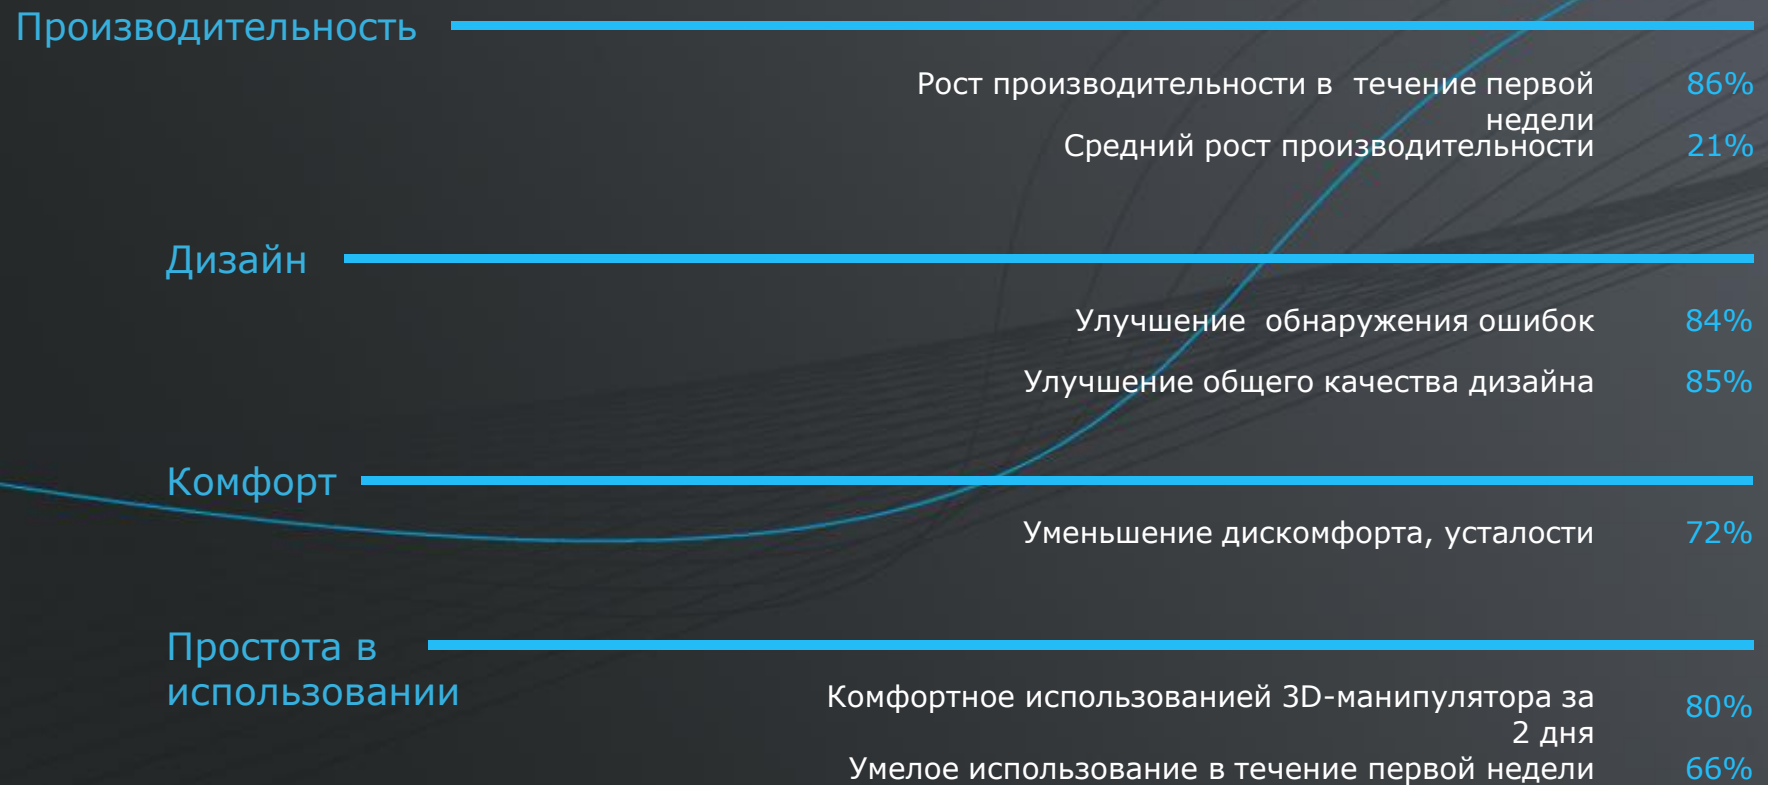 Производительность
Рост производительности в  течение первой 86%
недели
Средний рост производительности 21%
Дизайн
Улучшение  обнаружения ошибок 84%
Улучшение общего качества дизайна 85%
Комфорт
Уменьшение дискомфорта, усталости 72%
Простота в
использовании
Комфортное использованией 3D-манипулятора за 80%
2 дня
Умелое использование в течение первой недели 66%